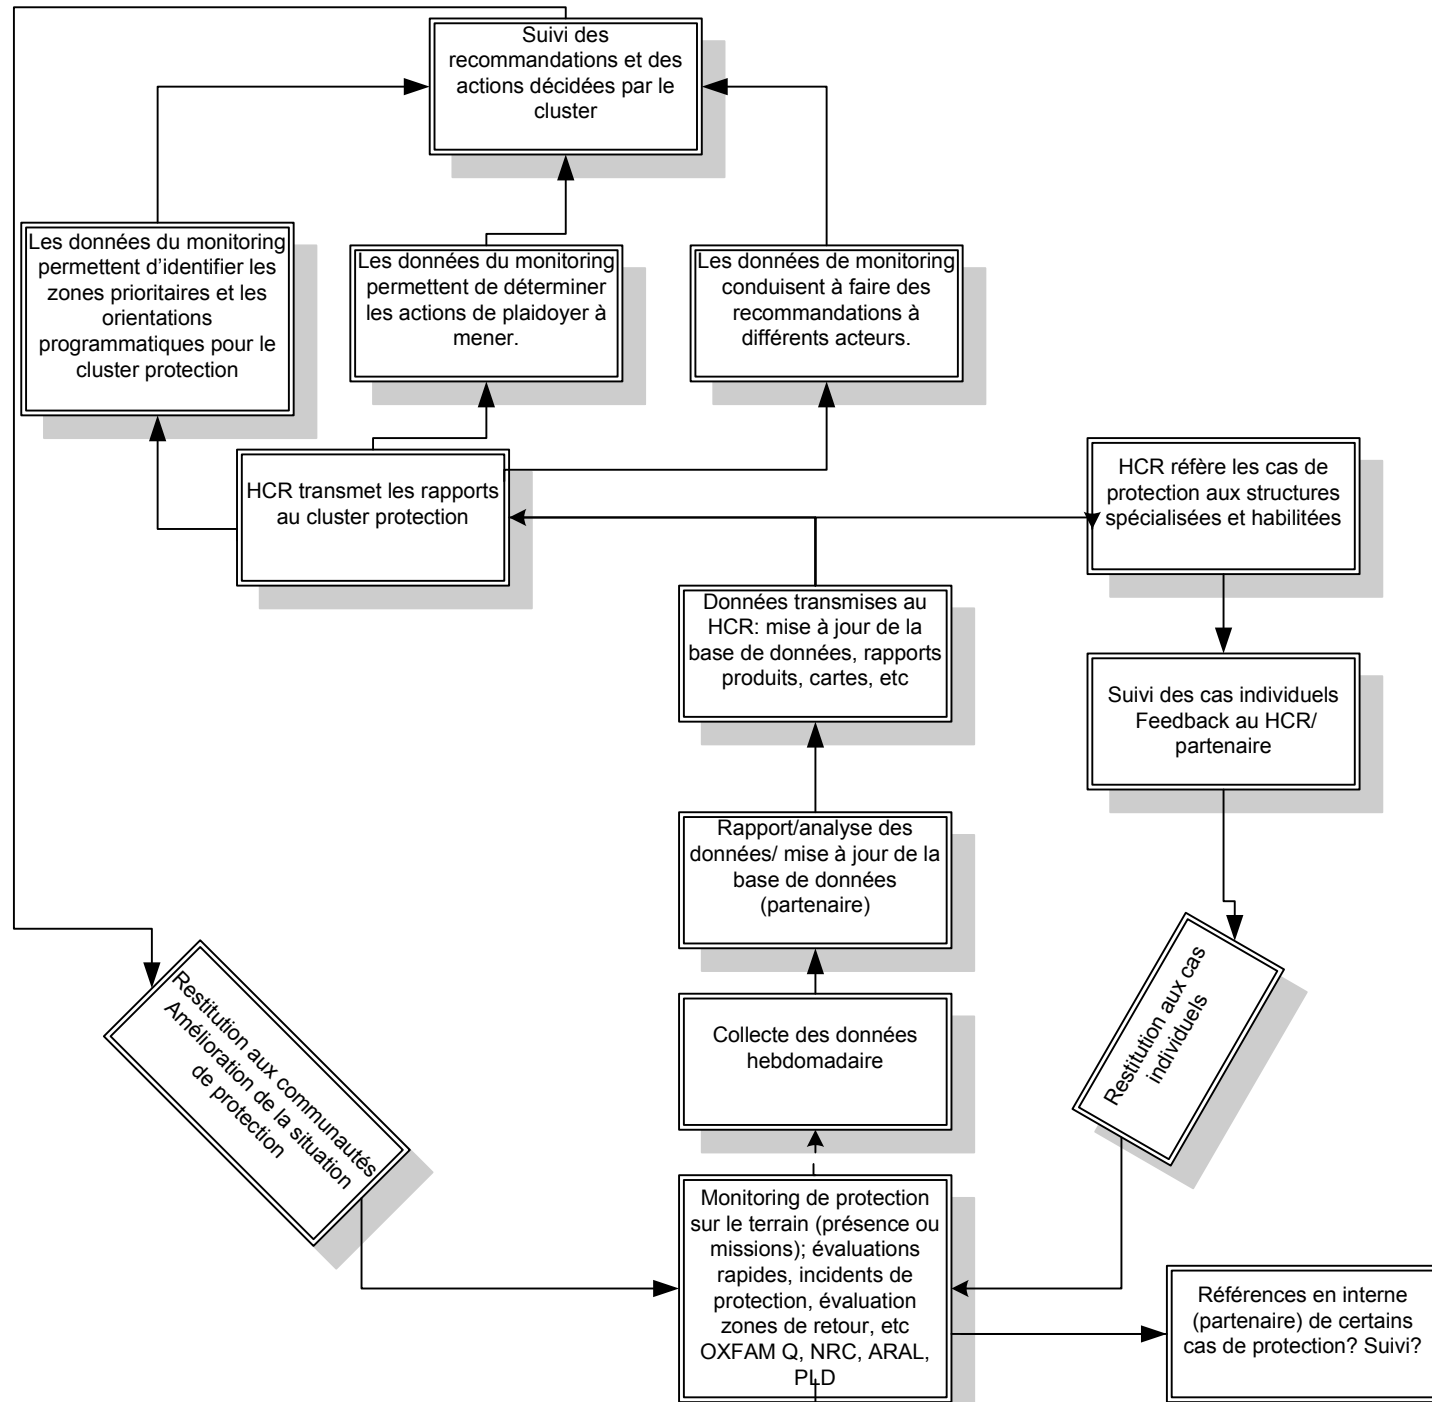 Suivi des
recommandations et des
actions décidées par le
cluster
Les données du monitoring
permettent d'identifier les
zones prioritaires et les
orientations
programmatiques pour le
cluster protection
Les données du monitoring
permettent de déterminer
les actions de plaidoyer à
mener.
Les données de monitoring
conduisent à faire des
recommandations à
différents acteurs.
HCR transmet les rapports
au cluster protection
HCR réfère les cas de
protection aux structures
spécialisées et habilitées
Données transmises au
HCR: mise à jour de la
base de données, rapports
produits, cartes, etc
Suivi des cas individuels
Feedback au HCR/
partenaire
Rapport/analyse des
données/ mise à jour de la
base de données
(partenaire)
Restitution aux communautés
Amélioration de la situation
de protection
Collecte des données
hebdomadaire
Restitution aux cas
individuels
Monitoring de protection
sur le terrain (présence ou
missions); évaluations
rapides, incidents de
protection, évaluation
zones de retour, etc
OXFAM Q, NRC, ARAL,
PLD
Références en interne
(partenaire) de certains
cas de protection? Suivi?